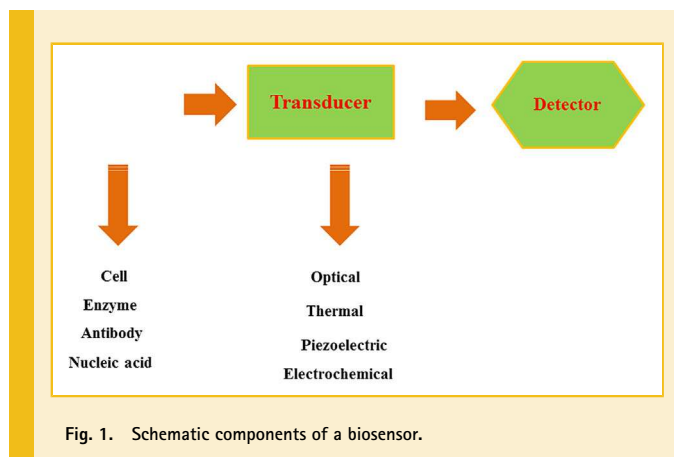 Transducer
Detector
Cell
Enzyme
Antibody
Nucleic acid
Optical
Thermal
Piezoelectric
Electrochemical
Fig. 1. Schematic components of a biosensor.